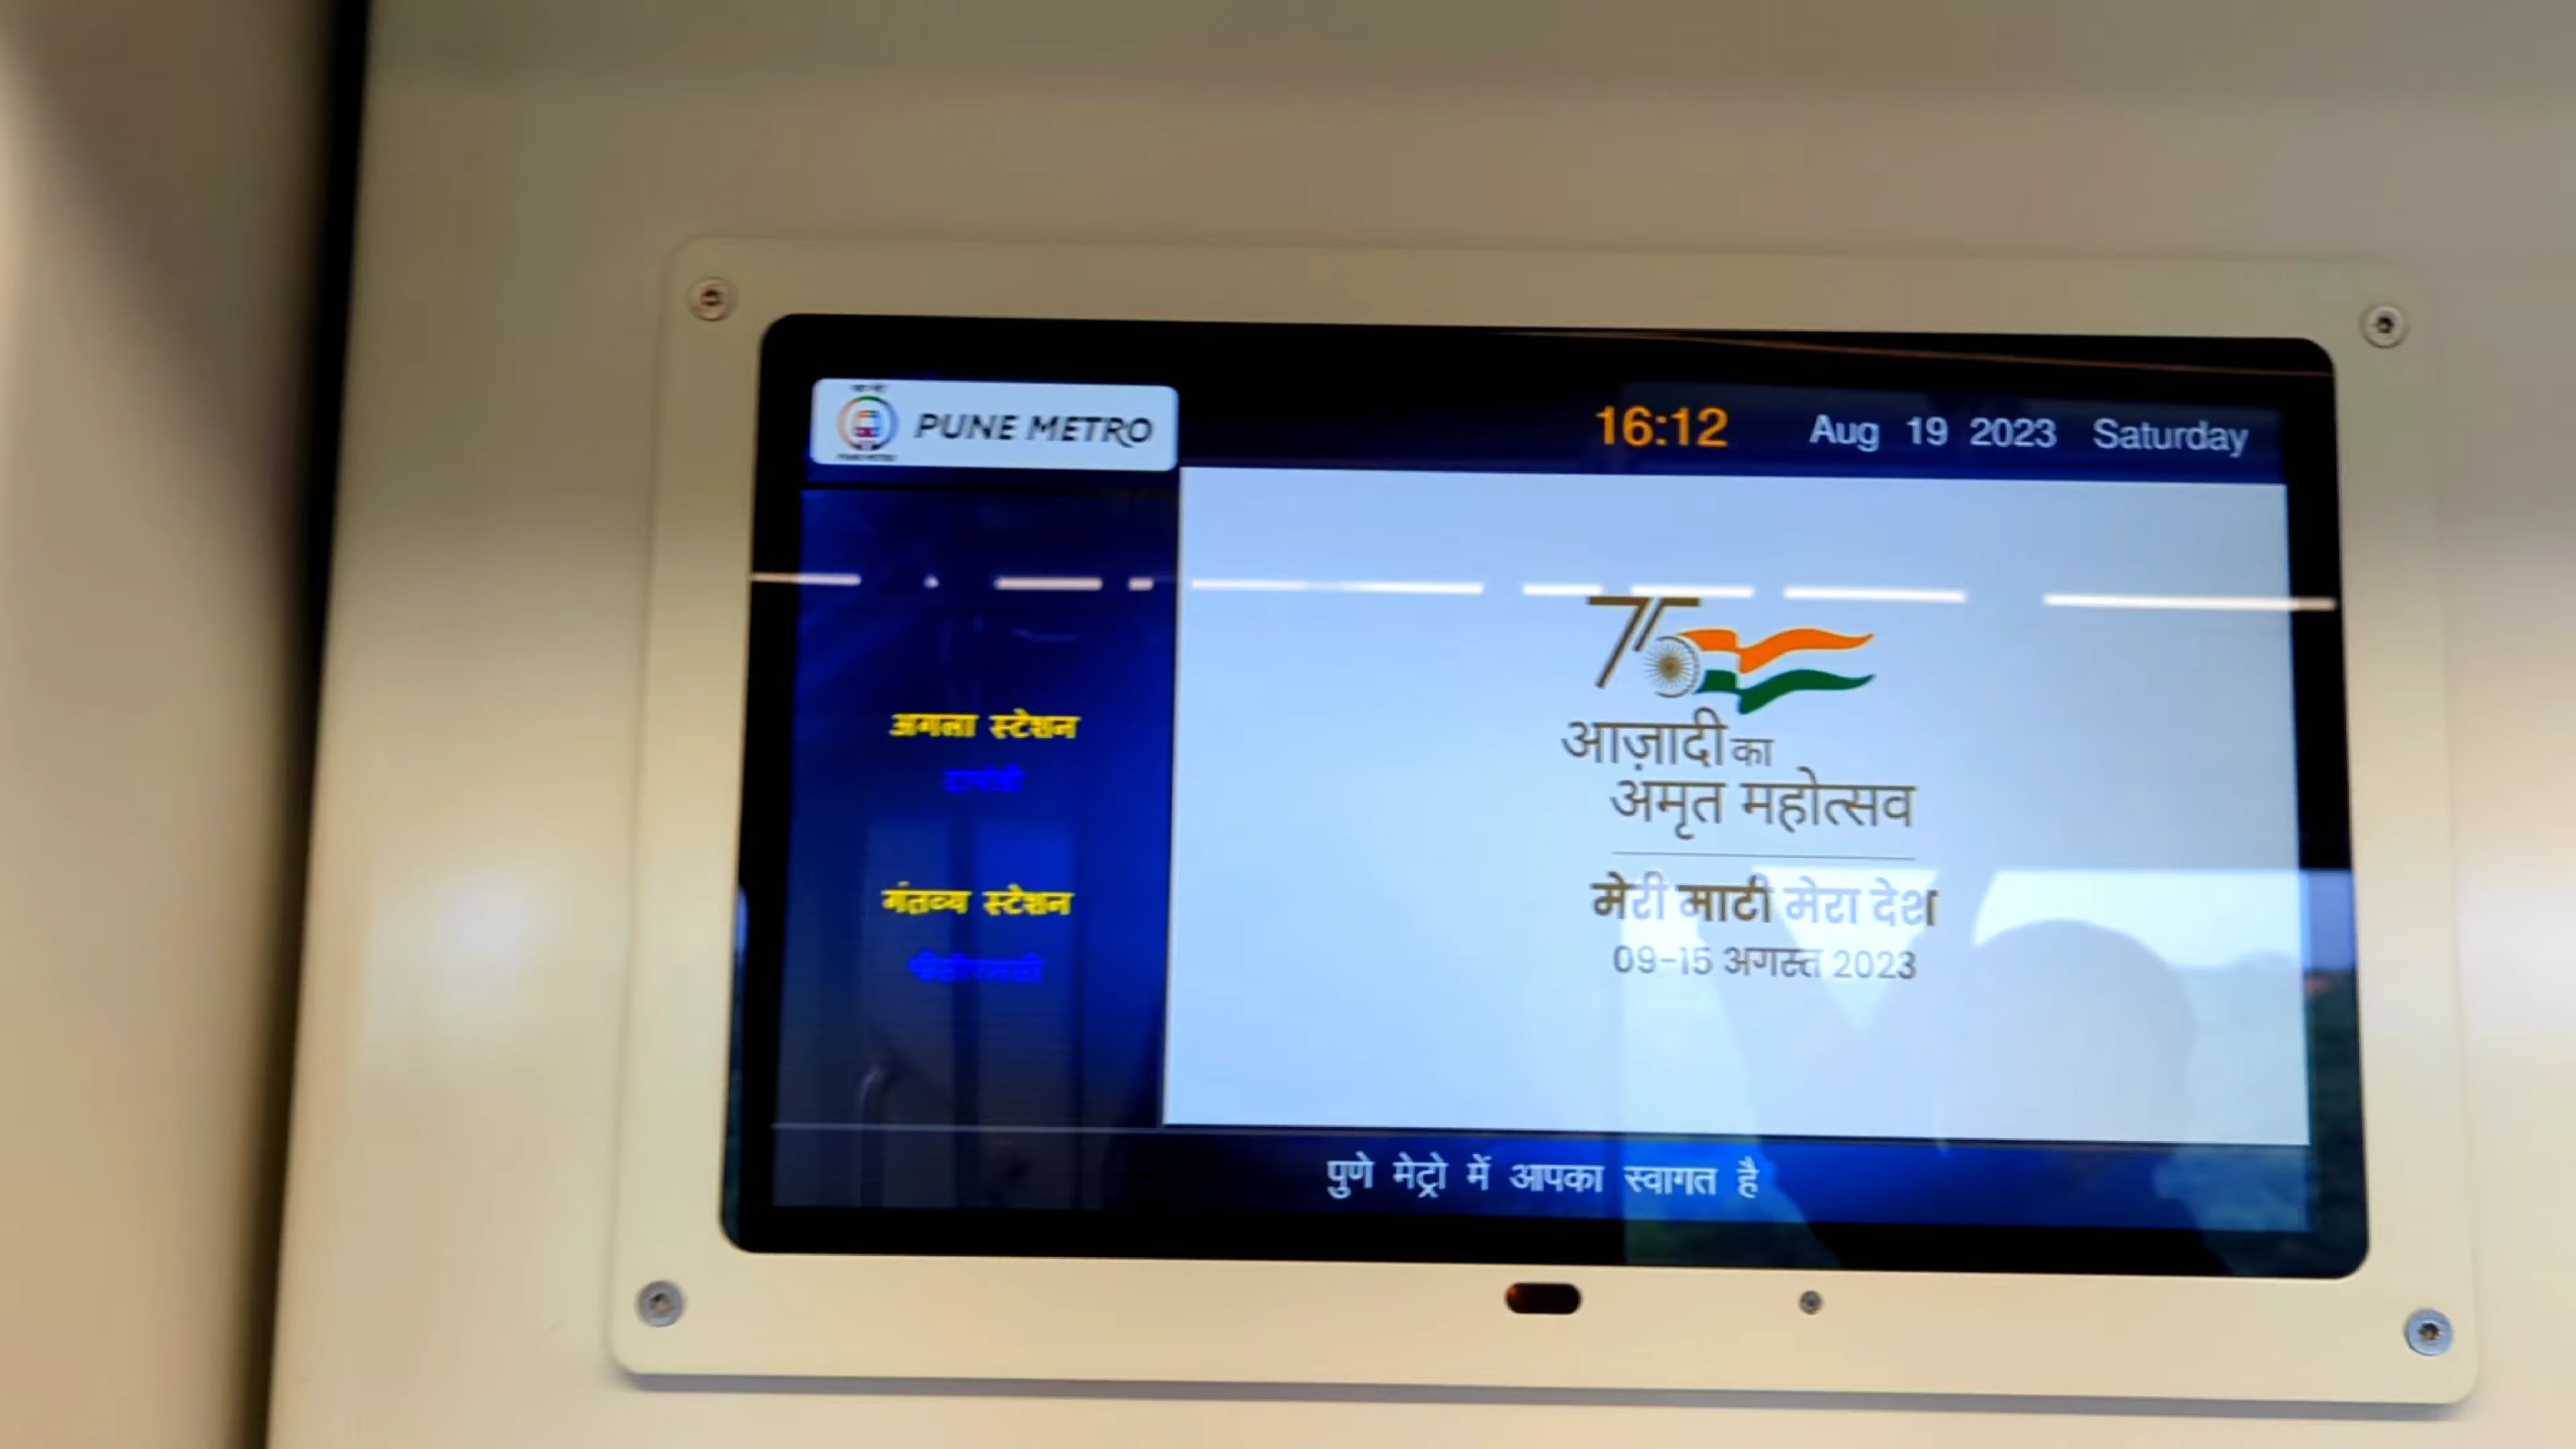 PUNE METRO
16:12 Aug 19 2023 Saturday
अगला स्टेशन
दापोडी
गंतव्य स्टेशन
75
आज़ादी का
अमृत महोत्सव
मेरी माटी मेरा देश
09-15 अगस्त 2023
पुणे मेट्रो में आपका स्वागत है